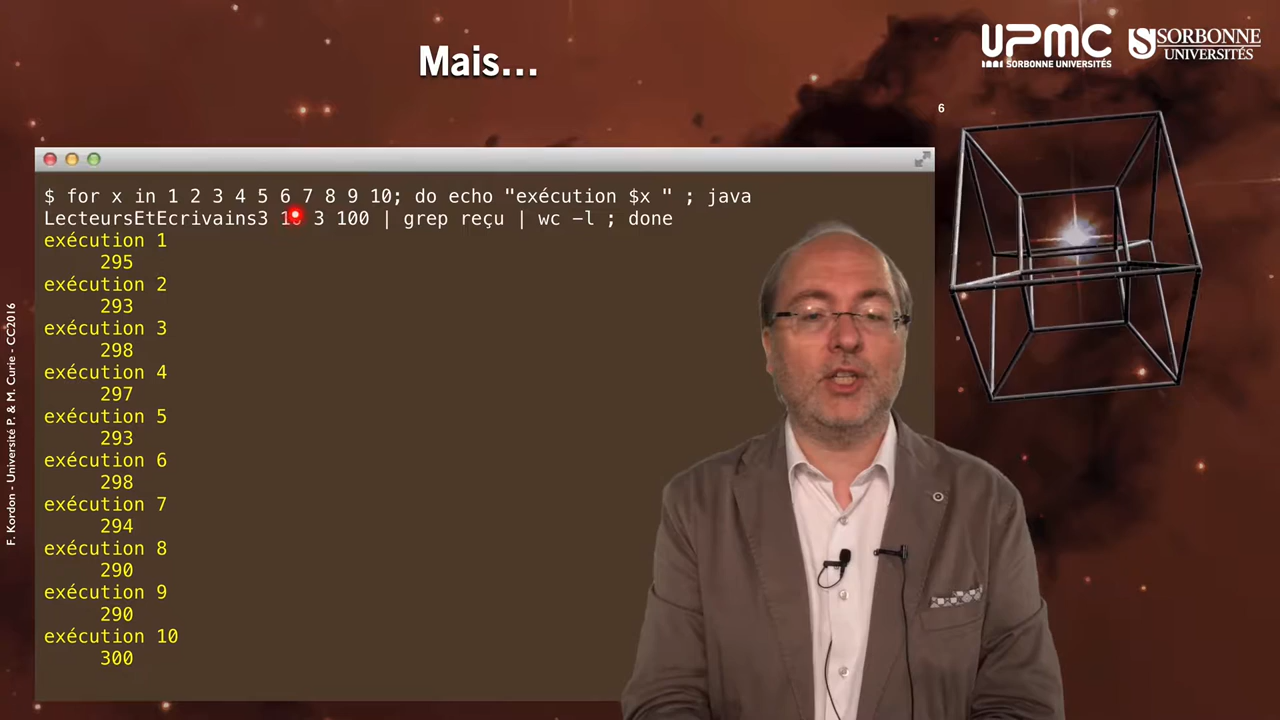 Mais...
UPMC
SORBONNE UNIVERSITÉS
SORBONNE
UNIVERSITÉS
6
$ for x in 1 2 3 4 5 6 7 8 9 10; do echo "exécution $x " ; java
LecteursEtEcrivains3 10 3 100 | grep reçu | wc -l ; done
exécution 1
295
exécution 2
293
exécution 3
298
exécution 4
297
exécution 5
293
exécution 6
298
exécution 7
294
exécution 8
290
exécution 9
290
exécution 10
300
F. Kordon - Université P. & M. Curie - CC2016